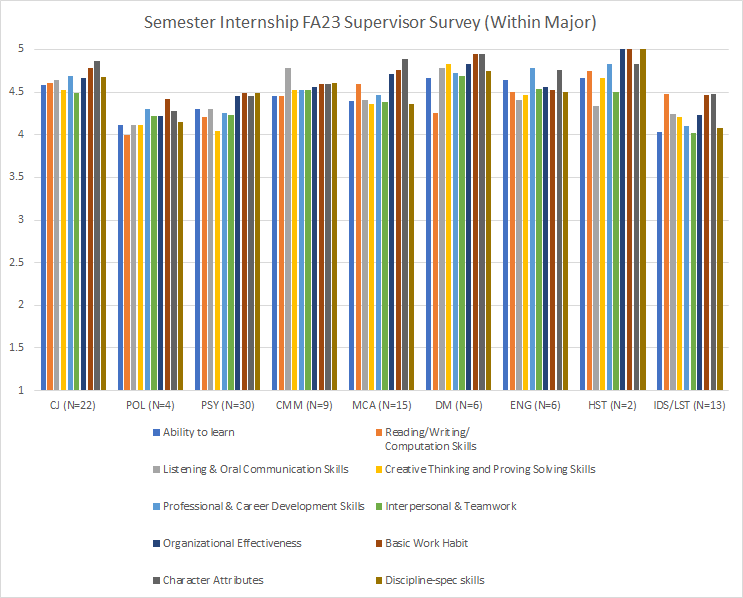 Semester Internship FA23 Supervisor Survey (Within Major)
5
4.5
4
3.5
3
2.5
2
1.5
1
CJ (N=22) POL (N=4) PSY (N=30) CMM (N=9) MCA (N=15) DM (N=6) ENG (N=6) HST (N=2) IDS/LST (N=13)
Ability to learn
Reading/Writing/
Computation Skills
Listening & Oral Communication Skills
Creative Thinking and Proving Solving Skills
Professional & Career Development Skills
Interpersonal & Teamwork
Organizational Effectiveness
Basic Work Habit
Character Attributes
Discipline-spec skills